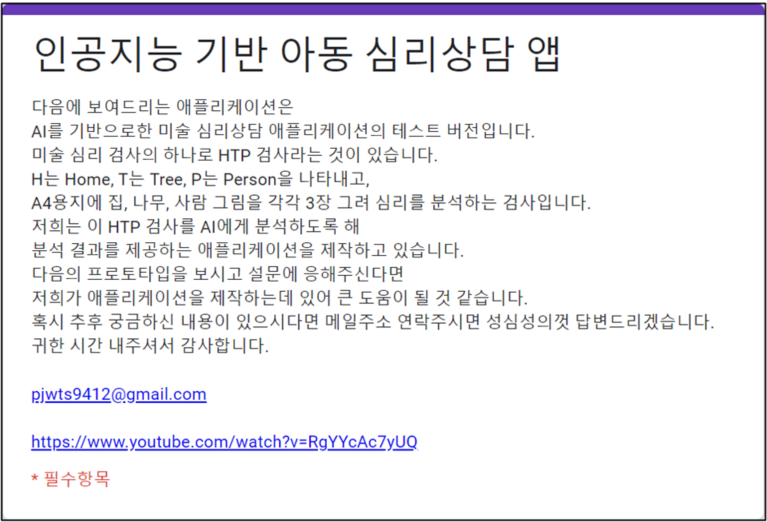 인공지능 기반 아동 심리상담 앱
다음에 보여드리는 애플리케이션은
AI를 기반으로한 미술 심리상담 애플리케이션의 테스트 버전입니다.
미술 심리 검사의 하나로 HTP 검사라는 것이 있습니다.
H는 Home, T는 Tree, P는 Person을 나타내고,
A4용지에 집, 나무, 사람 그림을 각각 3장 그려 심리를 분석하는 검사입니다.
저희는 이 HTP 검사를 AI에게 분석하도록 해
분석 결과를 제공하는 애플리케이션을 제작하고 있습니다.
다음의 프로토타입을 보시고 설문에 응해주신다면
저희가 애플리케이션을 제작하는데 있어 큰 도움이 될 것 같습니다.
혹시 추후 궁금하신 내용이 있으시다면 메일주소 연락주시면 성심성의껏 답변드리겠습니다.
귀한 시간 내주셔서 감사합니다.
pjwts9412@gmail.com
https://www.youtube.com/watch?v=RgYYcAc7yUQ
* 필수항목